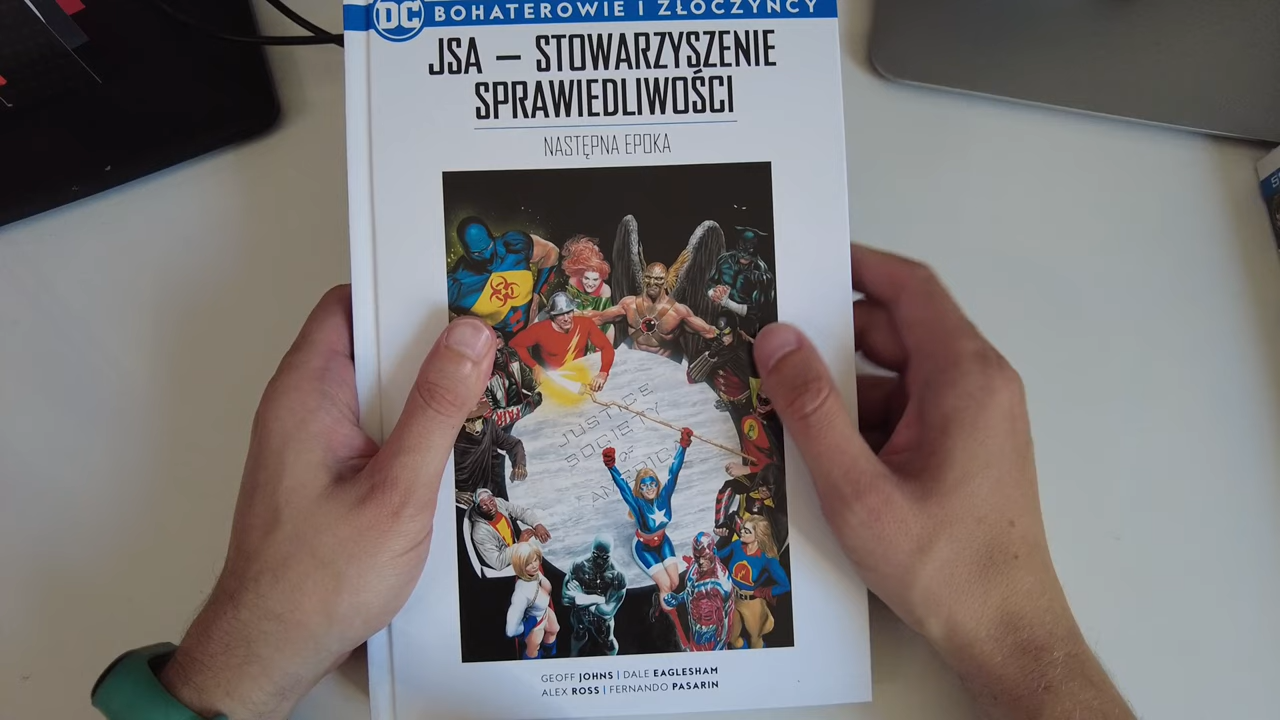 DC BOHATEROWIE I ZŁOCZYŃCY
JSA – STOWARZYSZENIE
SPRAWIEDLIWOŚCI
NASTĘPNA EPOKA
JUSTICE
SOCIETY
OF
AMERICA
GEOFF JOHNS | DALE EAGLESHAM
ALEX ROSS | FERNANDO PASARIN